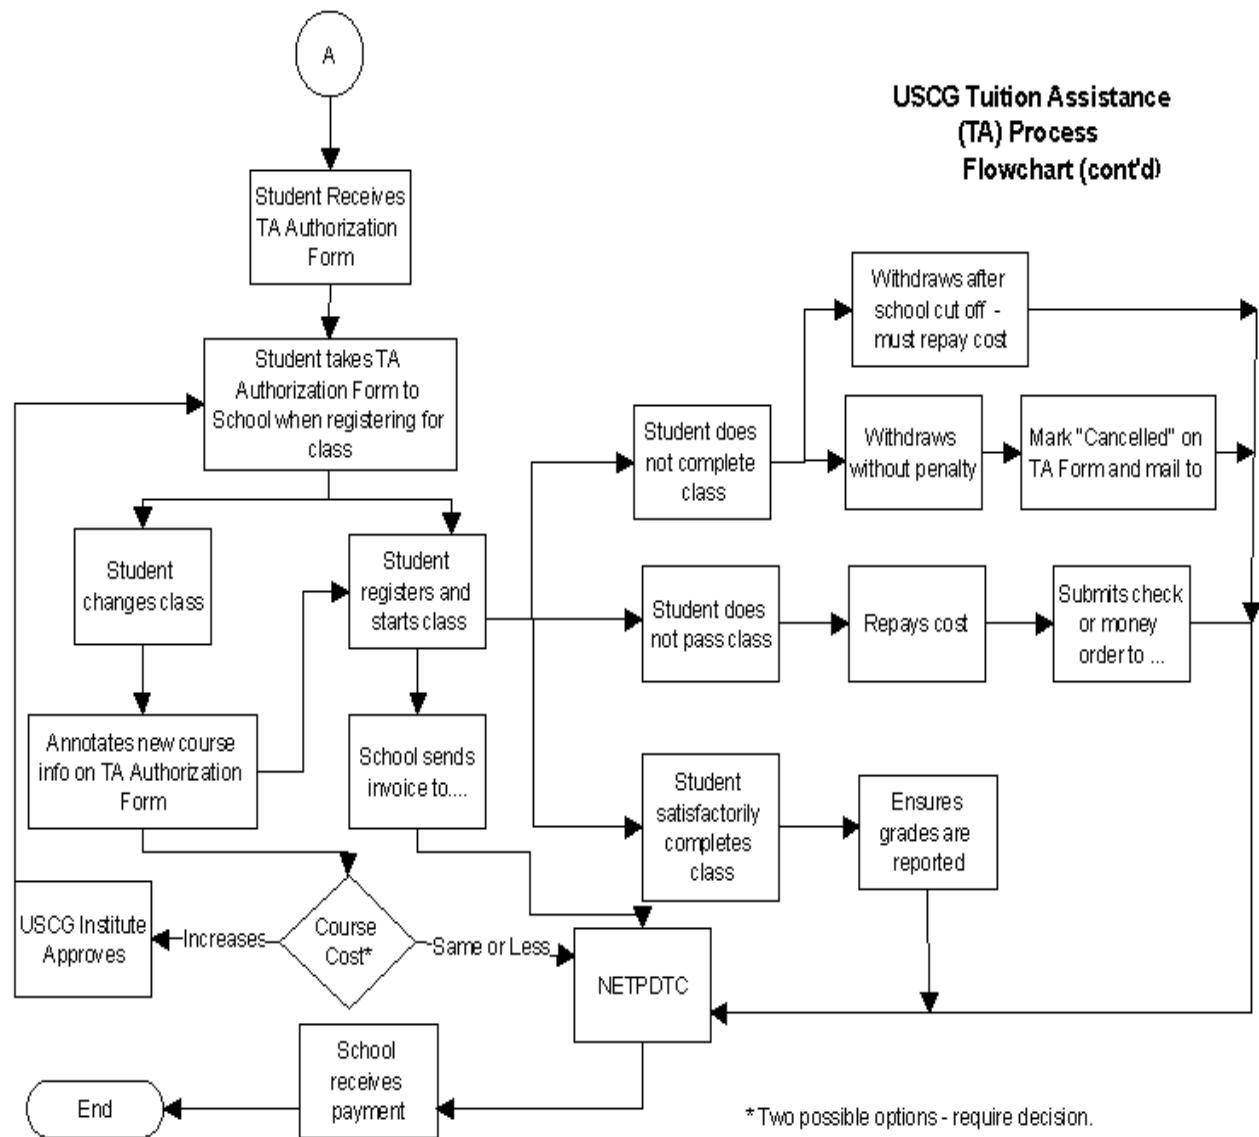 A
USCG Tuition Assistance
(TA) Process
Flowchart (cont'd)
Student Receives
TA Authorization
Form
Student takes TA
Authorization Form to
School when registering for
class
Withdraws after
school cut off -
must repay cost
Student does
not complete
class
Withdraws
without penalty
Mark "Cancelled" on
TA Form and mail to
Student
changes class
Student
registers and
starts class
Student does
not pass class
Repays cost
Submits check
or money
order to ...
Annotates new course
info on TA Authorization
Form
School sends
invoice to....
Student
satisfactorily
completes
class
Ensures
grades are
reported
USCG Institute
Approves
Increases
Course
Cost*
Same or Less
NETPDTC
School
receives
payment
End
* Two possible options - require decision.